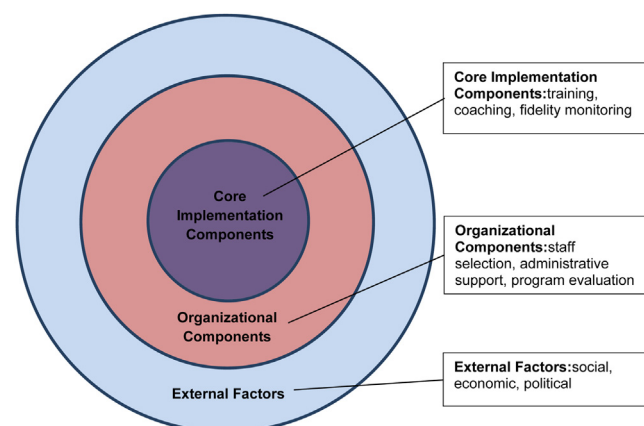 Core
Implementation
Components
Organizational
Components
External Factors
Core Implementation
Components:training,
coaching, fidelity monitoring
Organizational
Components:staff
selection, administrative
support, program evaluation
External Factors:social,
economic, political